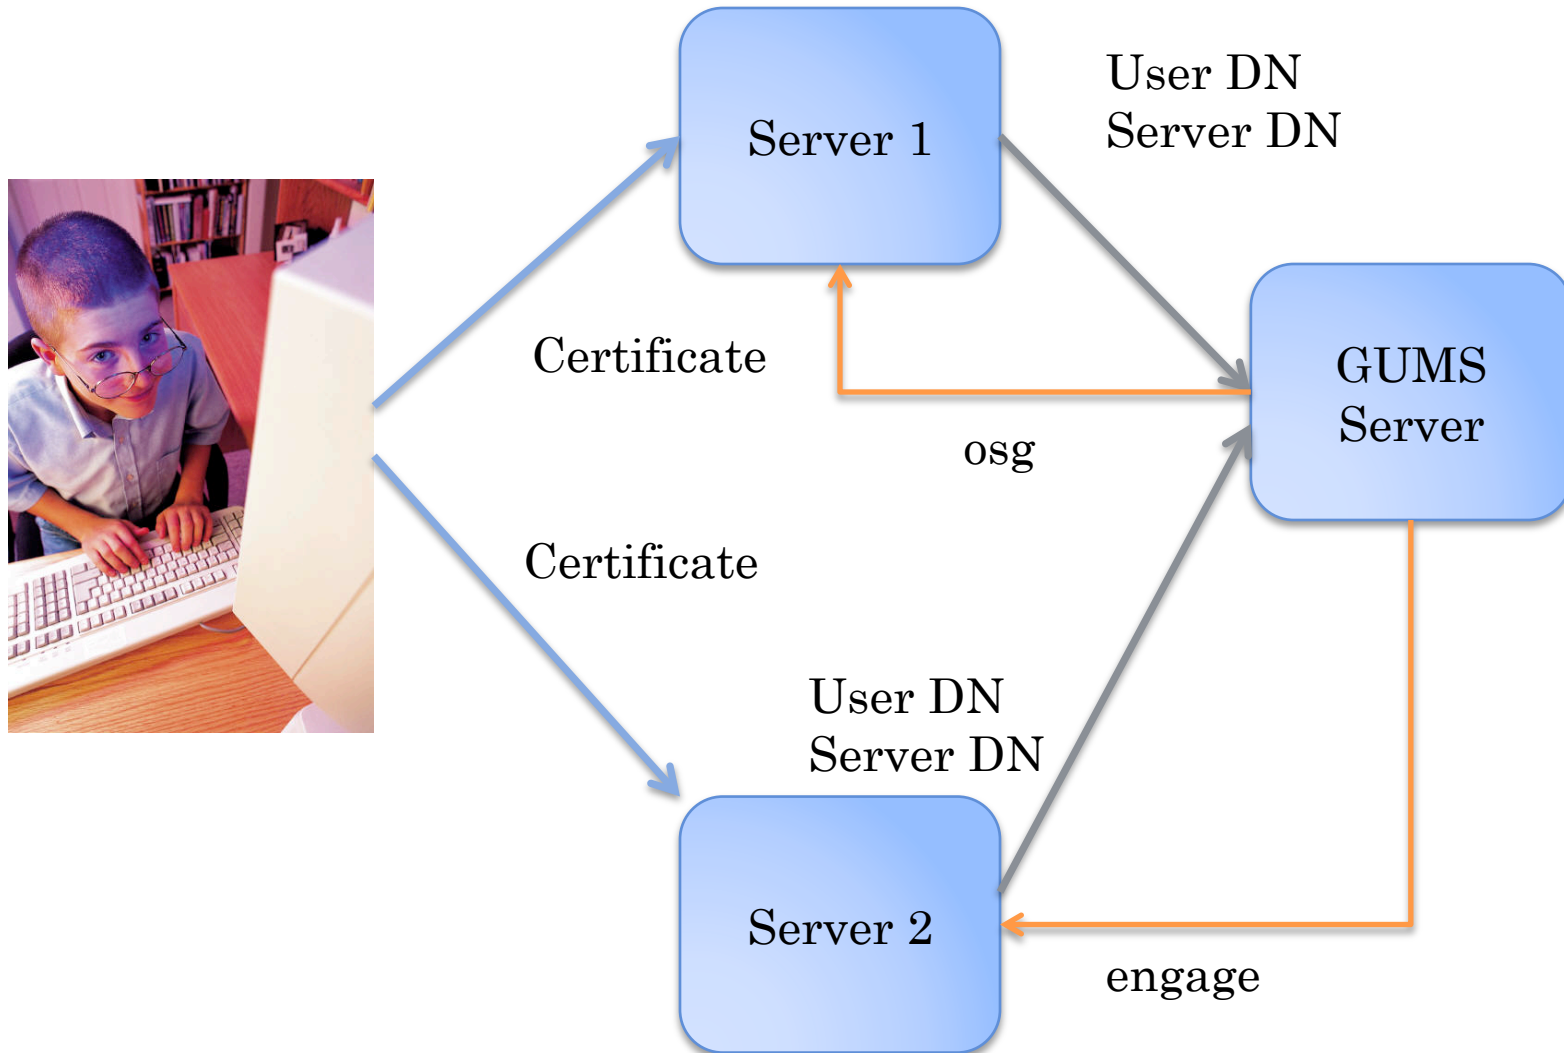 User DN
Server DN
Server 1
Certificate
GUMS
Server
osg
Certificate
User DN
Server DN
Server 2
engage